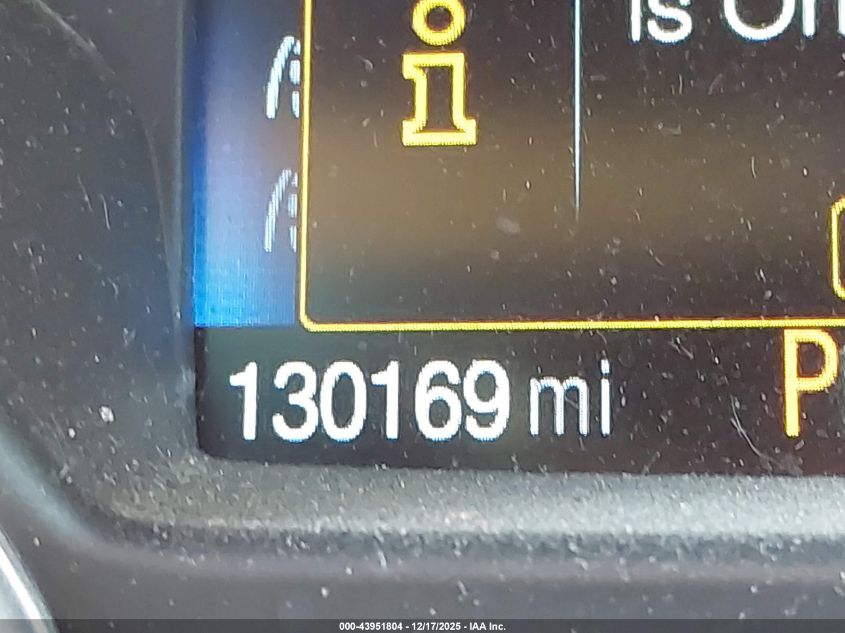 is On
130169 mi
P
000-43951804 - 12/17/2025 - IAA Inc.